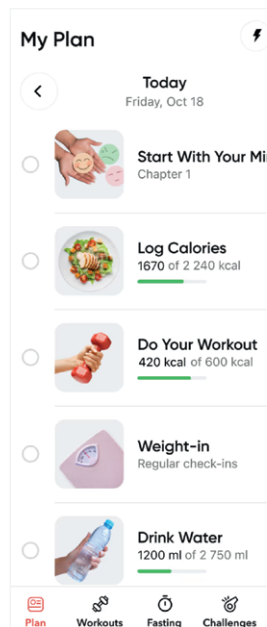 My Plan
Today
Friday, Oct 18
Start With Your Mi
Chapter 1
Log Calories
1670 of 2 240 kcal
Do Your Workout
420 kcal of 600 kcal
Weight-in
Regular check-ins
Drink Water
1200 ml of 2 750 ml
Plan
Workouts
Fasting
Challenges